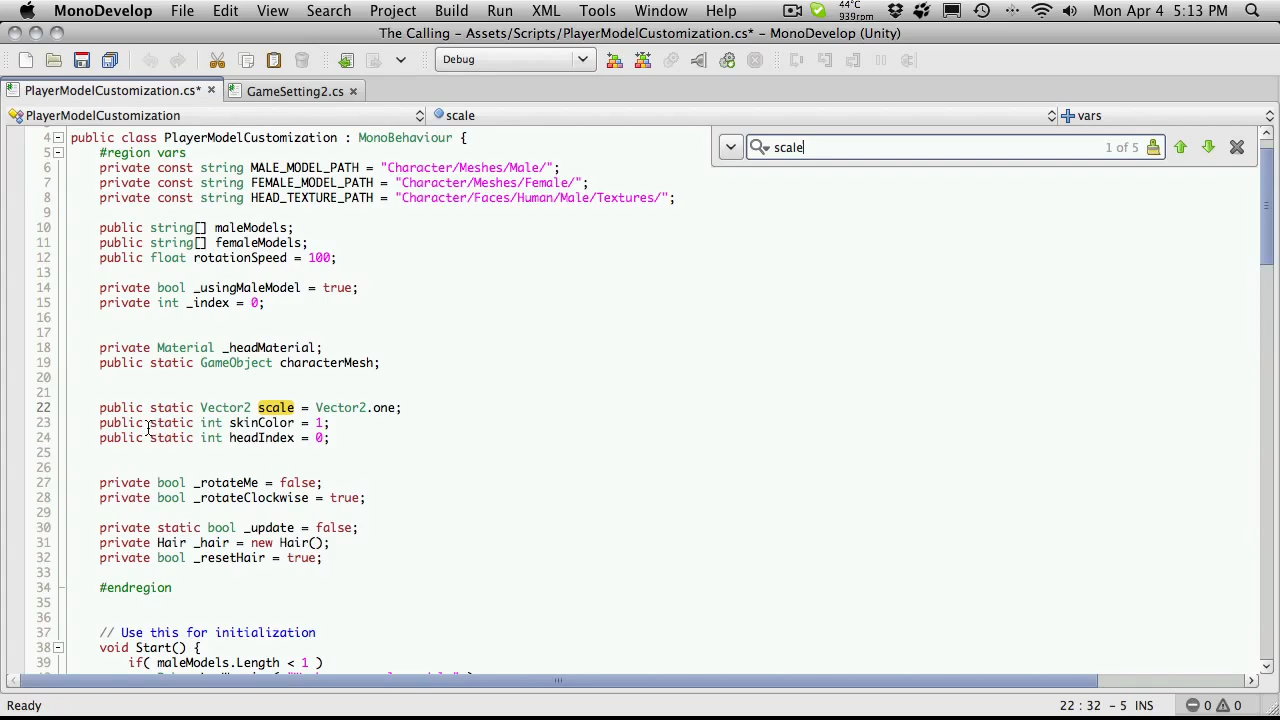 MonoDevelop File Edit View Search Project Build Run XML Tools Window Help 44°C 939rpm Mon Apr 4 5:13 PM
The Calling – Assets/Scripts/PlayerModelCustomization.cs* – MonoDevelop (Unity)
Debug
PlayerModelCustomization.cs* GameSetting2.cs
PlayerModelCustomization scale vars
scale 1 of 5
4 public class PlayerModelCustomization : MonoBehaviour {
5 #region vars
6 private const string MALE_MODEL_PATH = "Character/Meshes/Male/";
7 private const string FEMALE_MODEL_PATH = "Character/Meshes/Female/";
8 private const string HEAD_TEXTURE_PATH = "Character/Faces/Human/Male/Textures/";
9
10 public string[] maleModels;
11 public string[] femaleModels;
12 public float rotationSpeed = 100;
13
14 private bool _usingMaleModel = true;
15 private int _index = 0;
16
17
18 private Material _headMaterial;
19 public static GameObject characterMesh;
20
21
22 public static Vector2 scale = Vector2.one;
23 public static int skinColor = 1;
24 public static int headIndex = 0;
25
26
27 private bool _rotateMe = false;
28 private bool _rotateClockwise = true;
29
30 private static bool _update = false;
31 private Hair _hair = new Hair();
32 private bool _resetHair = true;
33
34 #endregion
35
36
37 // Use this for initialization
38 void Start() {
39 if( maleModels.Length < 1 )
Ready 22 : 32 - 5 INS 0 0